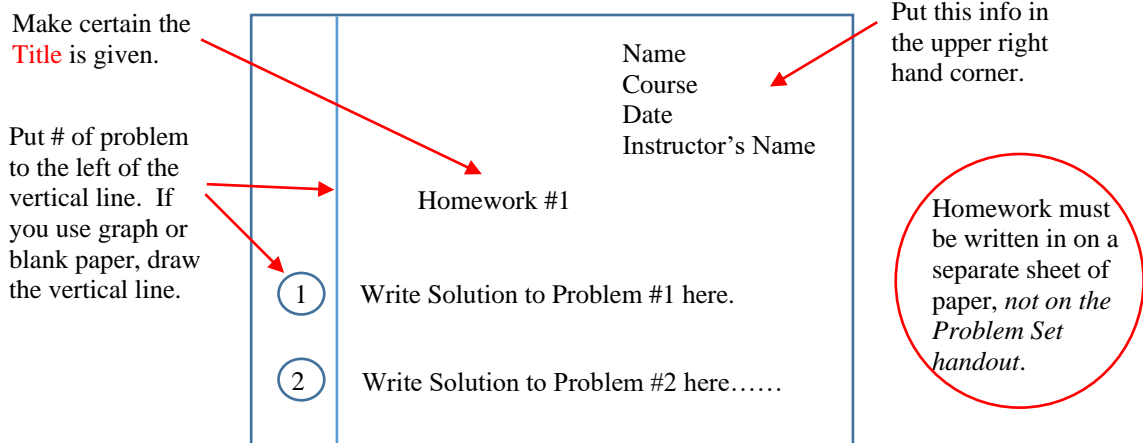 Make certain the
Title is given.
Put # of problem
to the left of the
vertical line. If
you use graph or
blank paper, draw
the vertical line.
Name
Course
Date
Instructor's Name
Homework #1
1 Write Solution to Problem #1 here.
2 Write Solution to Problem #2 here……
Put this info in
the upper right
hand corner.
Homework must
be written in on a
separate sheet of
paper, not on the
Problem Set
handout.